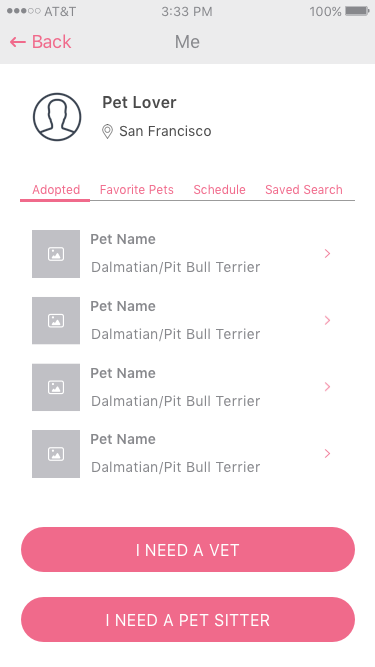 AT&T 3:33 PM 100%
Back Me
Pet Lover
San Francisco
Adopted Favorite Pets Schedule Saved Search
Pet Name
Dalmatian/Pit Bull Terrier
Pet Name
Dalmatian/Pit Bull Terrier
Pet Name
Dalmatian/Pit Bull Terrier
Pet Name
Dalmatian/Pit Bull Terrier
I NEED A VET
I NEED A PET SITTER